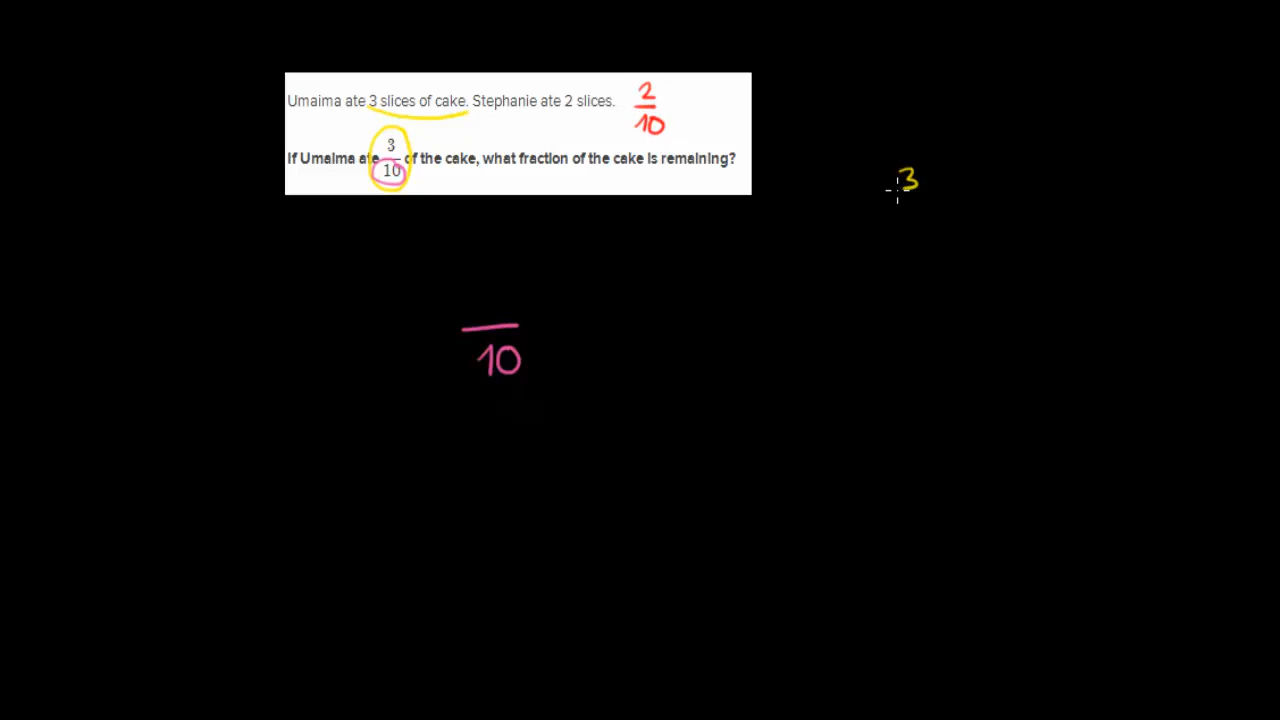 Umaima ate 3 slices of cake. Stephanie ate 2 slices.
2
10
If Umaima ate 3/10 of the cake, what fraction of the cake is remaining?
3
10